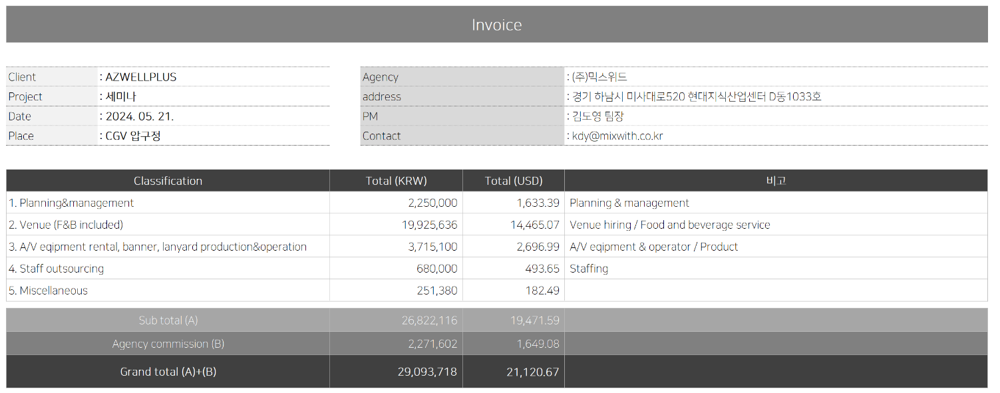 Invoice
Client : AZWELLPLUS Agency : (주)믹스위드
Project : 세미나 address : 경기 하남시 미사대로520 현대지식산업센터 D동1033호
Date : 2024. 05. 21. PM : 김도영 팀장
Place : CGV 압구정 Contact : kdy@mixwith.co.kr
Classification Total (KRW) Total (USD) 비고
1. Planning&management 2,250,000 1,633.39 Planning & management
2. Venue (F&B included) 19,925,636 14,465.07 Venue hiring / Food and beverage service
3. A/V eqipment rental, banner, lanyard production&operation 3,715,100 2,696.99 A/V eqipment & operator / Product
4. Staff outsourcing 680,000 493.65 Staffing
5. Miscellaneous 251,380 182.49
Sub total (A) 26,822,116 19,471.59
Agency commission (B) 2,271,602 1,649.08
Grand total (A)+(B) 29,093,718 21,120.67